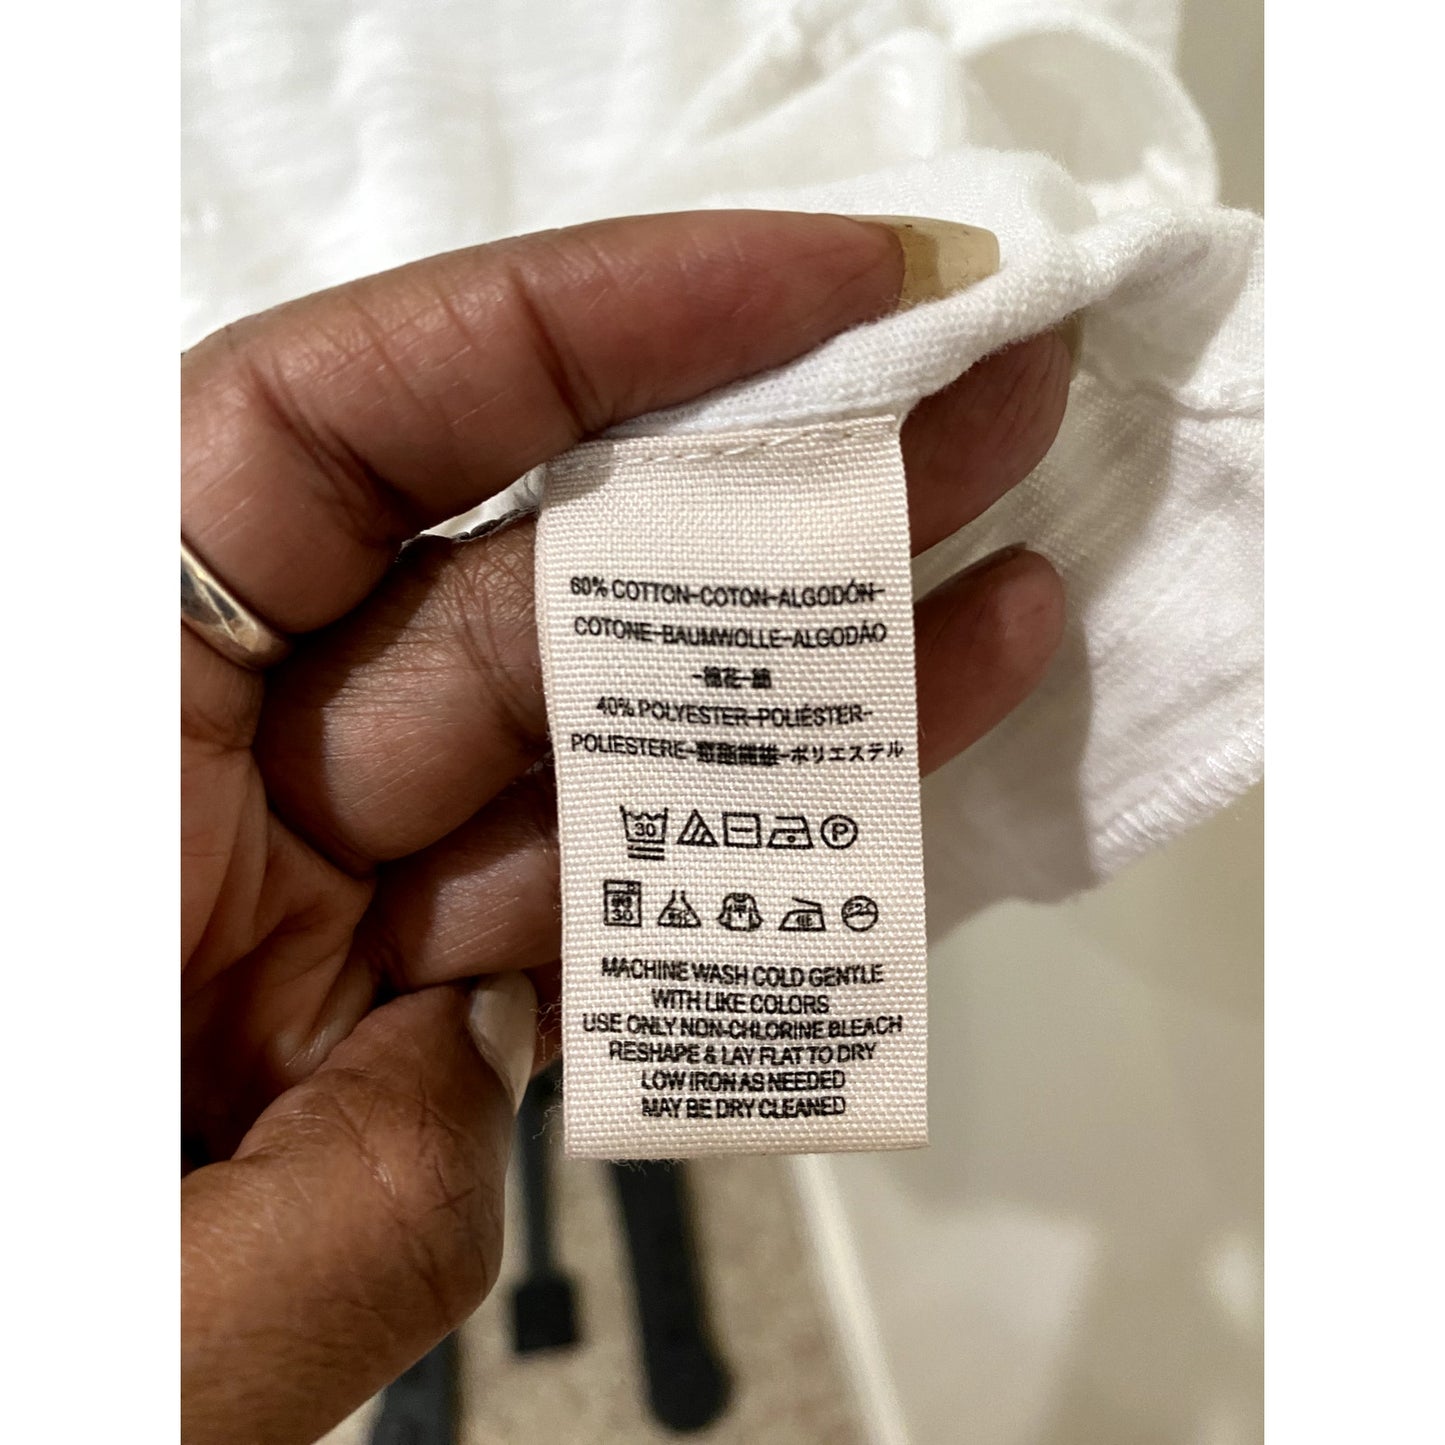 60% COTTON-COTON-ALGODÓN-
COTONE-BAUMWOLLE-ALGODÃO
-棉花-綿
40% POLYESTER-POLIÉSTER-
POLIESTERE-聚酯纖維-ポリエステル
30 P
30
MACHINE WASH COLD GENTLE
WITH LIKE COLORS
USE ONLY NON-CHLORINE BLEACH
RESHAPE & LAY FLAT TO DRY
LOW IRON AS NEEDED
MAY BE DRY CLEANED